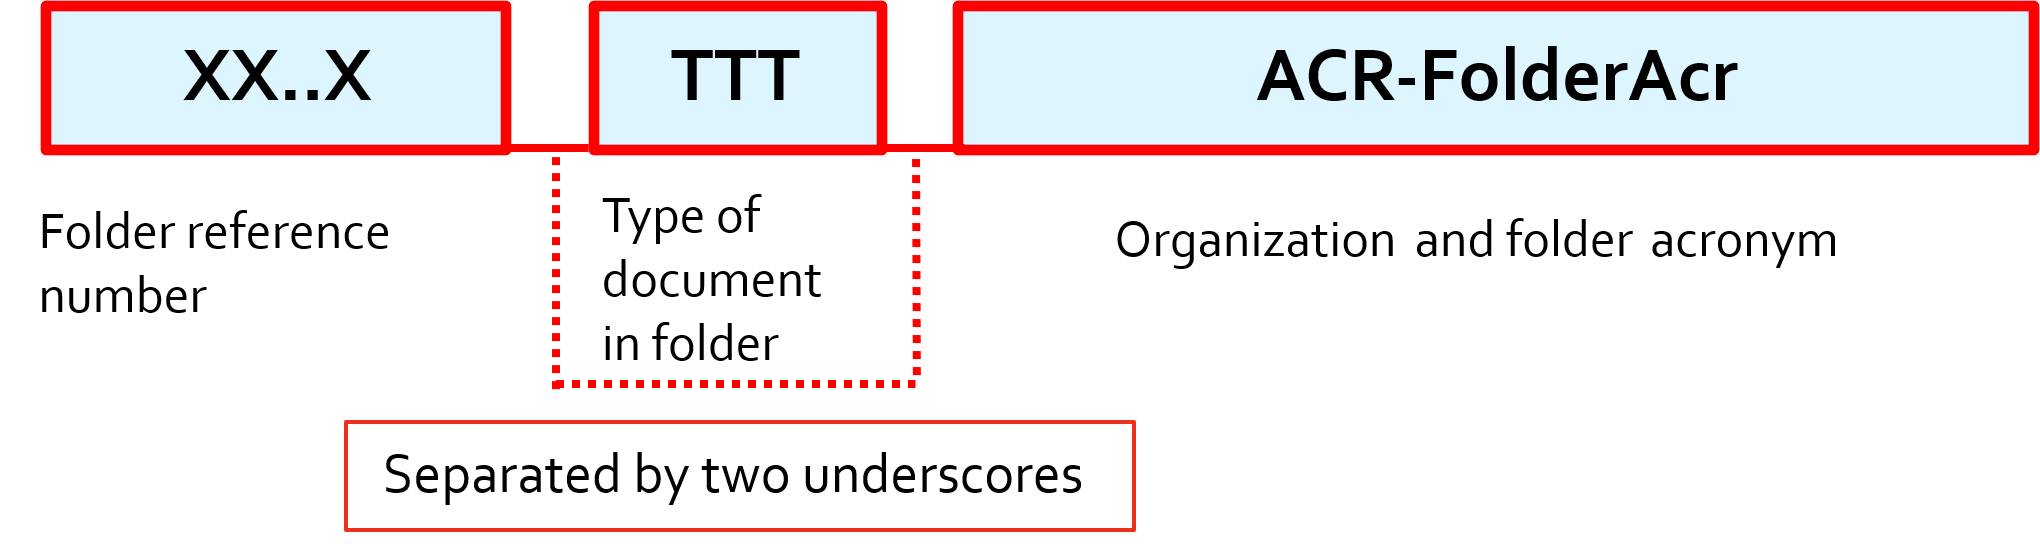 XX..X TTT ACR-FolderAcr
Folder reference
number
Type of
document
in folder
Organization and folder acronym
Separated by two underscores